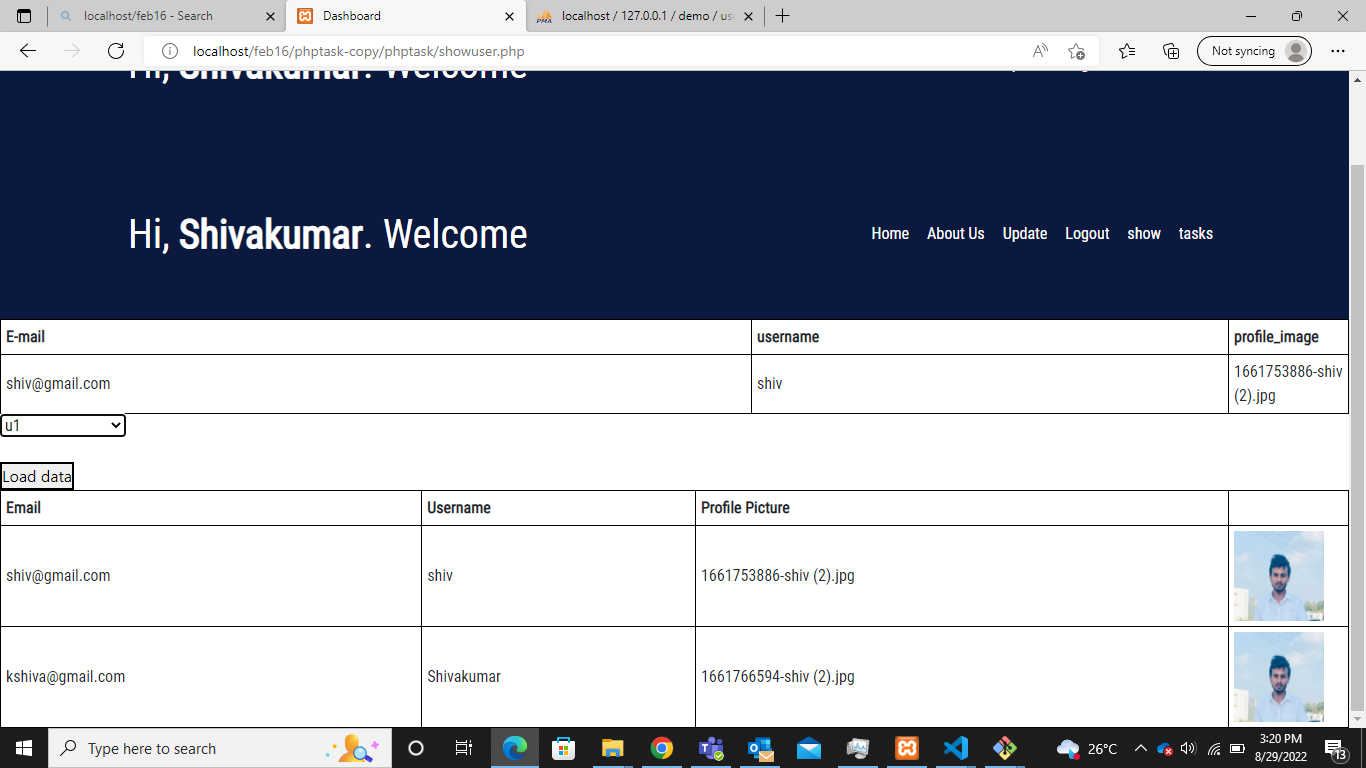 localhost/feb16 - Search
Dashboard
localhost / 127.0.0.1 / demo / us
localhost/feb16/phptask-copy/phptask/showuser.php
Not syncing
Hi, Shivakumar. Welcome
Hi, Shivakumar. Welcome
Home About Us Update Logout show tasks
E-mail username profile_image
shiv@gmail.com shiv 1661753886-shiv
(2).jpg
u1
Load data
Email Username Profile Picture
shiv@gmail.com shiv 1661753886-shiv (2).jpg
kshiva@gmail.com Shivakumar 1661766594-shiv (2).jpg
Type here to search
26°C
3:20 PM
8/29/2022
13